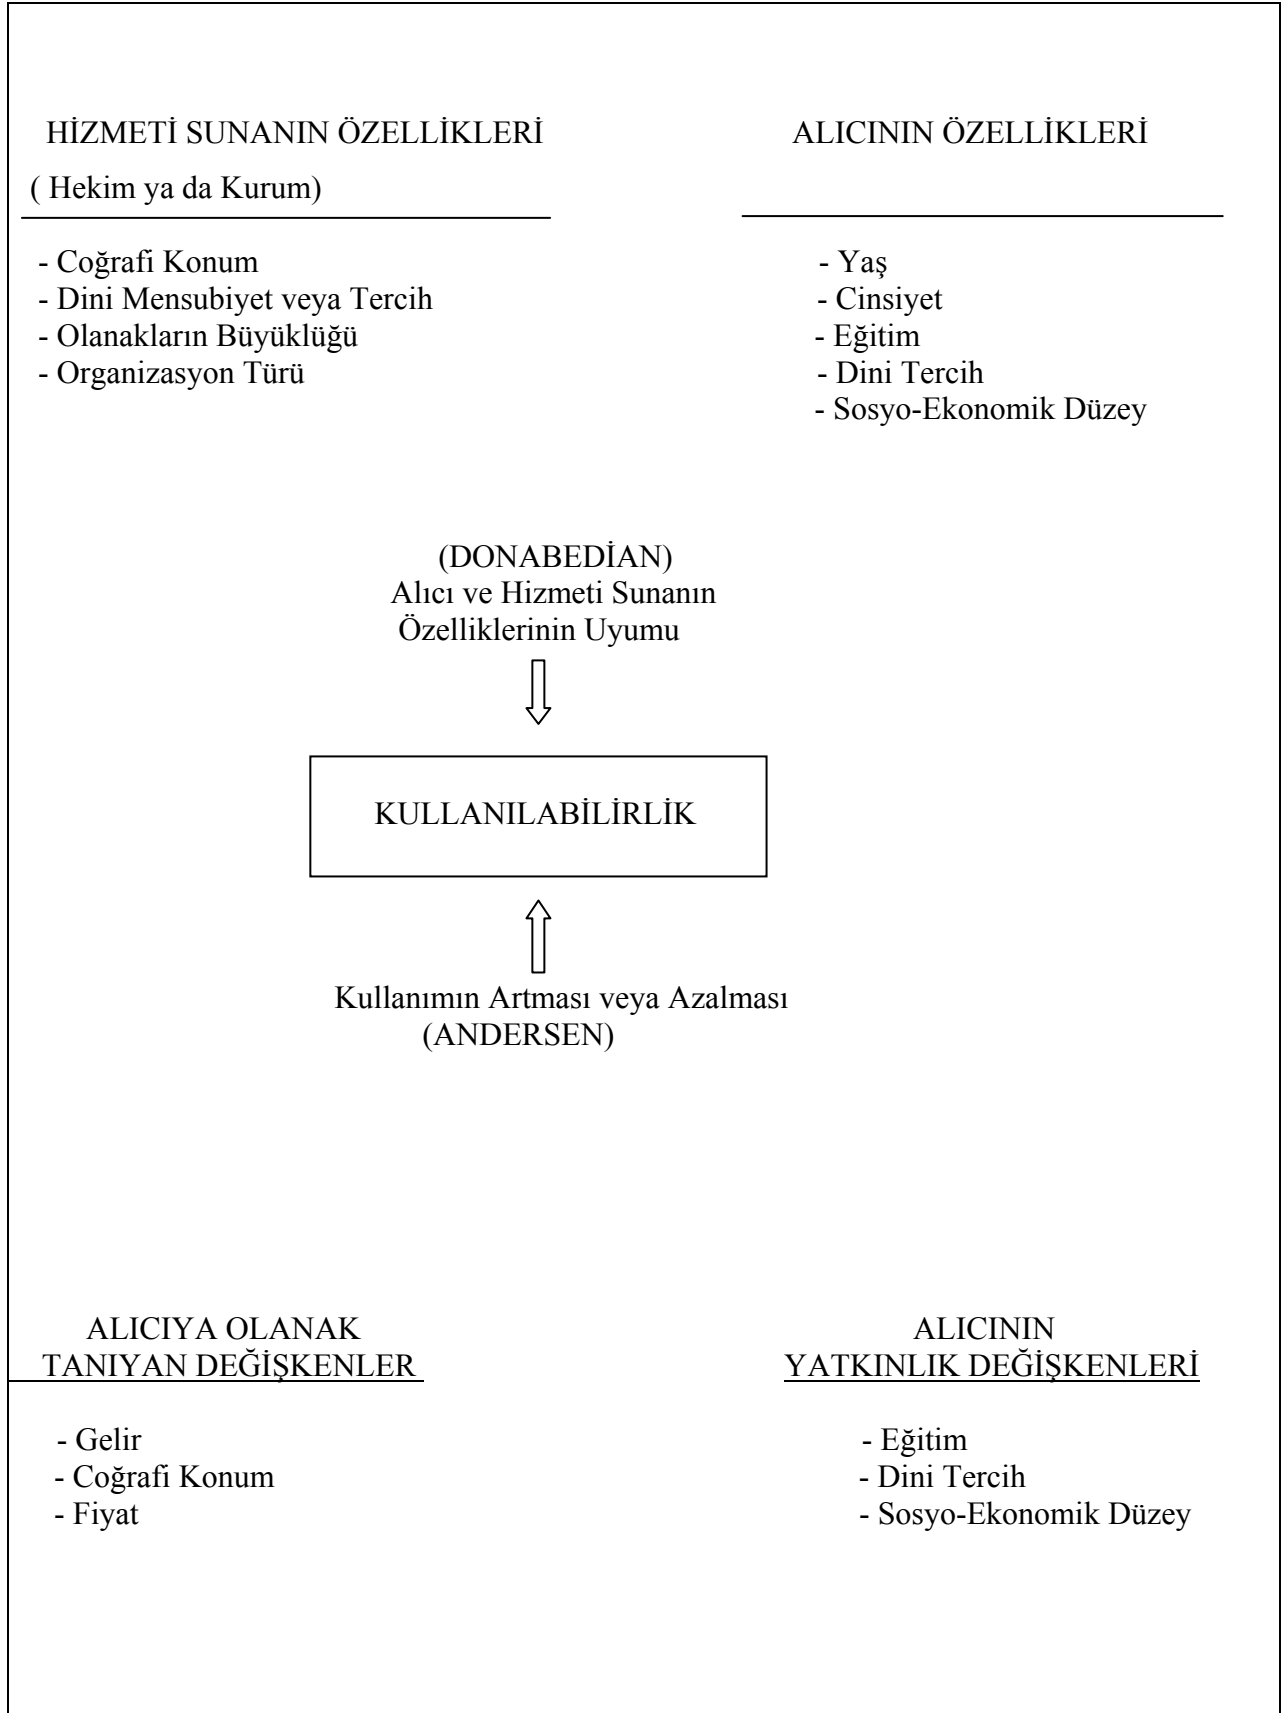 HİZMETİ SUNANIN ÖZELLİKLERİ
( Hekim ya da Kurum)
- Coğrafi Konum
- Dini Mensubiyet veya Tercih
- Olanakların Büyüklüğü
- Organizasyon Türü
ALICININ ÖZELLİKLERİ
- Yaş
- Cinsiyet
- Eğitim
- Dini Tercih
- Sosyo-Ekonomik Düzey
(DONABEDİAN)
Alıcı ve Hizmeti Sunanın
Özelliklerinin Uyumu
KULLANILABİLİRLİK
Kullanımın Artması veya Azalması
(ANDERSEN)
ALICIYA OLANAK
TANIYAN DEĞİŞKENLER
- Gelir
- Coğrafi Konum
- Fiyat
ALICININ
YATKINLIK DEĞİŞKENLERİ
- Eğitim
- Dini Tercih
- Sosyo-Ekonomik Düzey